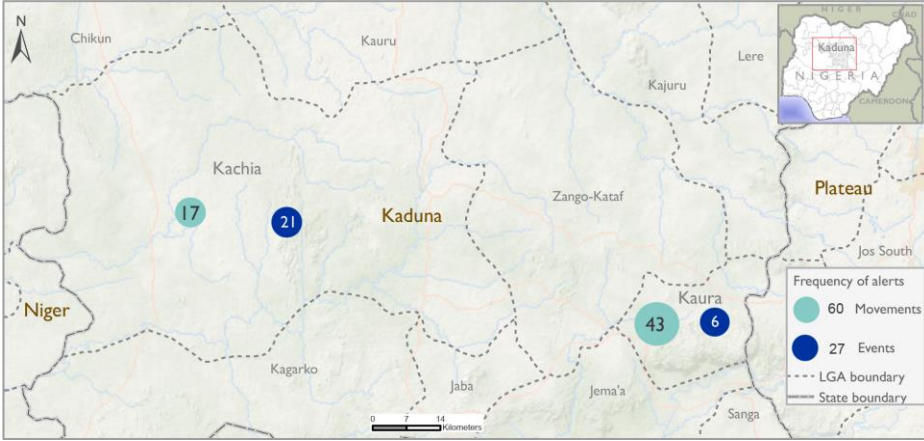 N
Chikun
Kauru
Lere
Kajuru
Kachia
17
21
Kaduna
Zango-Kataf
Plateau
Jos South
Niger
Kaura
43
6
Kagarko
Jaba
Jema'a
Sanga
0 7 14
Kilometers
NIGER
CHAD
Kaduna
NIGERIA
CAMEROON
Frequency of alerts
60 Movements
27 Events
LGA boundary
State boundary